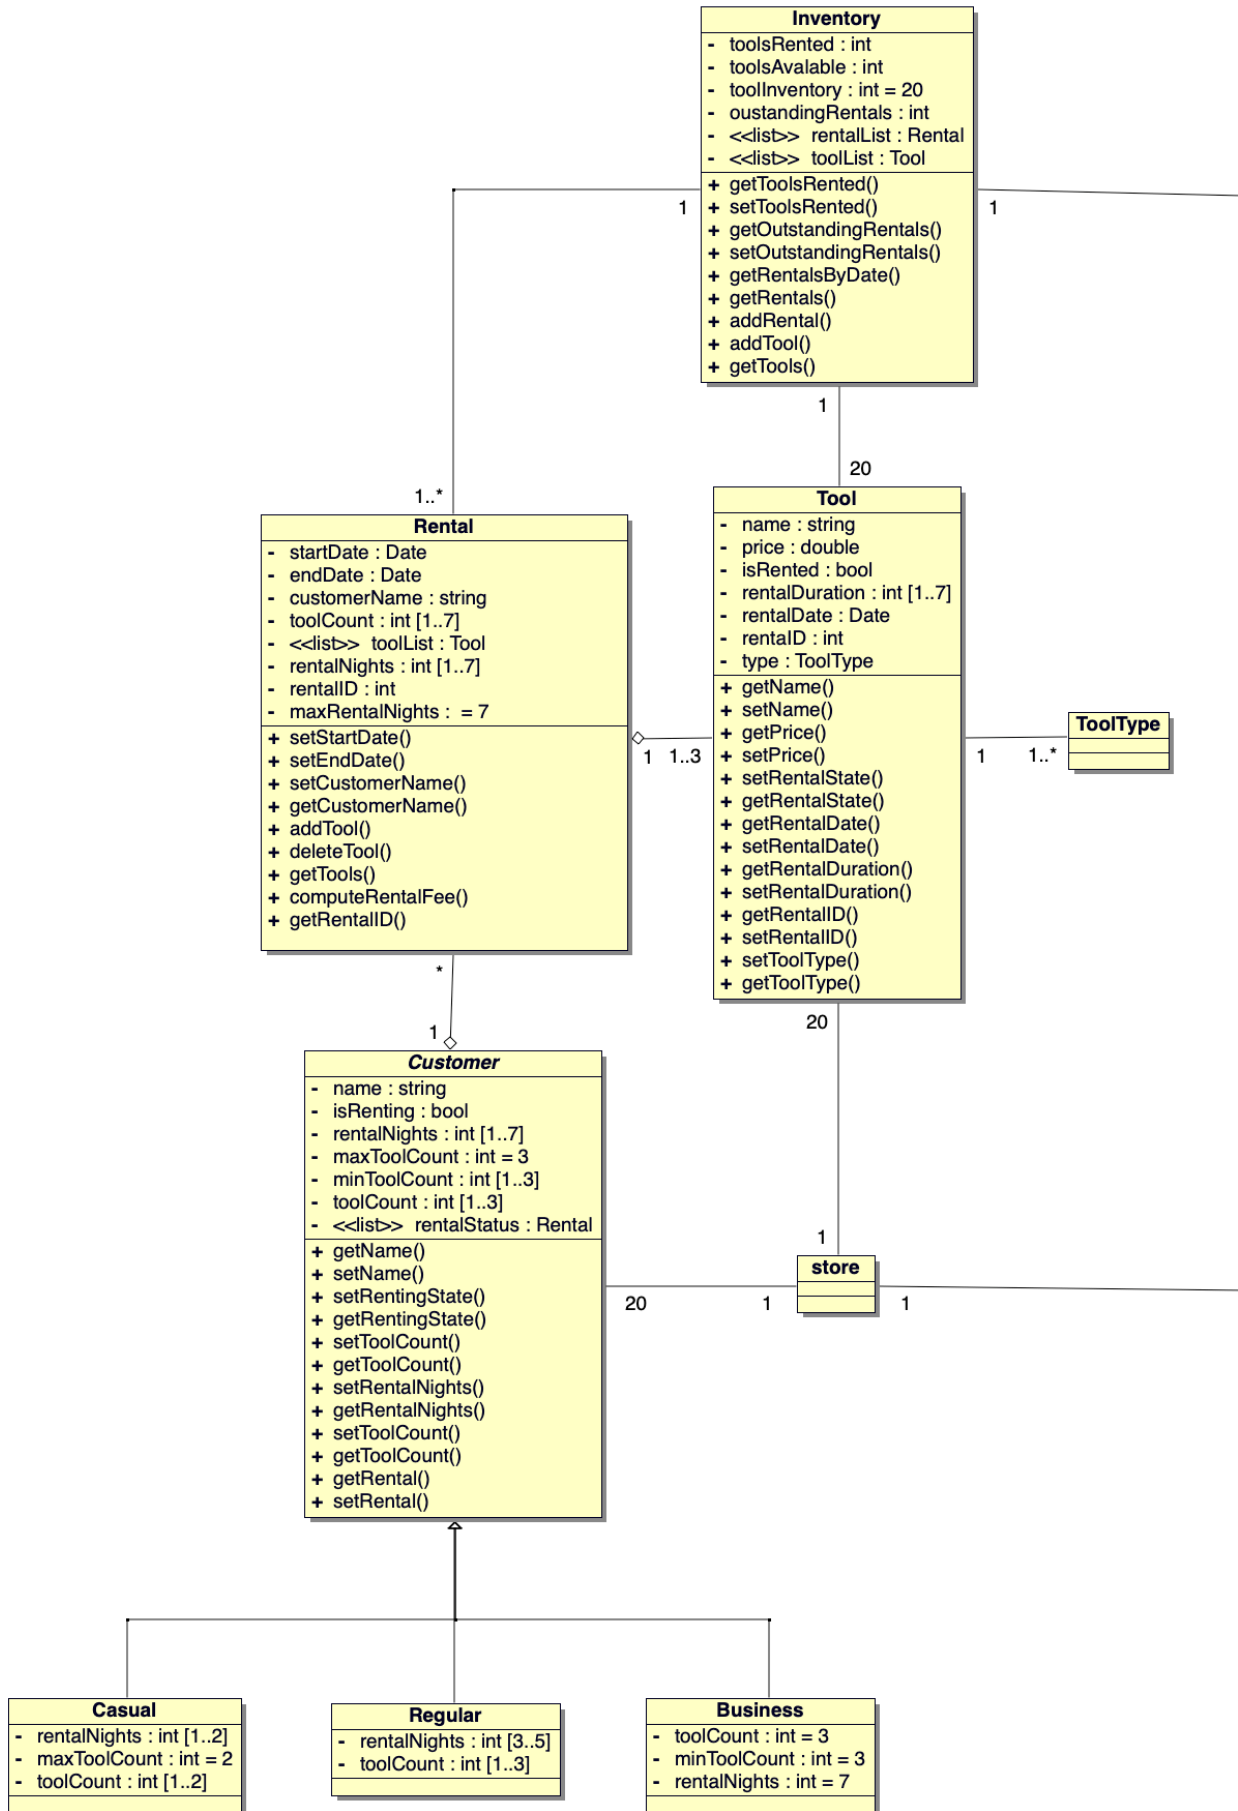 Inventory
- toolsRented : int
- toolsAvalable : int
- toolInventory : int = 20
- oustandingRentals : int
- <<list>> rentalList : Rental
- <<list>> toolList : Tool
+ getToolsRented()
+ setToolsRented()
+ getOutstandingRentals()
+ setOutstandingRentals()
+ getRentalsByDate()
+ getRentals()
+ addRental()
+ addTool()
+ getTools()
1
1
1
20
1..*
Rental
- startDate : Date
- endDate : Date
- customerName : string
- toolCount : int [1..7]
- <<list>> toolList : Tool
- rentalNights : int [1..7]
- rentalID : int
- maxRentalNights : = 7
+ setStartDate()
+ setEndDate()
+ setCustomerName()
+ getCustomerName()
+ addTool()
+ deleteTool()
+ getTools()
+ computeRentalFee()
+ getRentalID()
1
1..3
Tool
- name : string
- price : double
- isRented : bool
- rentalDuration : int [1..7]
- rentalDate : Date
- rentalD : int
- type : ToolType
+ getName()
+ setName()
+ getPrice()
+ setPrice()
+ setRentalState()
+ getRentalState()
+ getRentalDate()
+ setRentalDate()
+ getRentalDuration()
+ setRentalDuration()
+ getRentalID()
+ setRentalID()
+ setToolType()
+ getToolType()
1
1..*
ToolType
*
1
20
1
Customer
- name : string
- isRenting : bool
- rentalNights : int [1..7]
- maxToolCount : int = 3
- minToolCount : int [1..3]
- toolCount : int [1..3]
- <<list>> rentalStatus : Rental
+ getName()
+ setName()
+ setRentingState()
+ getRentingState()
+ setToolCount()
+ getToolCount()
+ setRentalNights()
+ getRentalNights()
+ setToolCount()
+ getToolCount()
+ getRental()
+ setRental()
20
1
store
1
Casual
- rentalNights : int [1..2]
- maxToolCount : int = 2
- toolCount : int [1..2]
Regular
- rentalNights : int [3..5]
- toolCount : int [1..3]
Business
- toolCount : int = 3
- minToolCount : int = 3
- rentalNights : int = 7